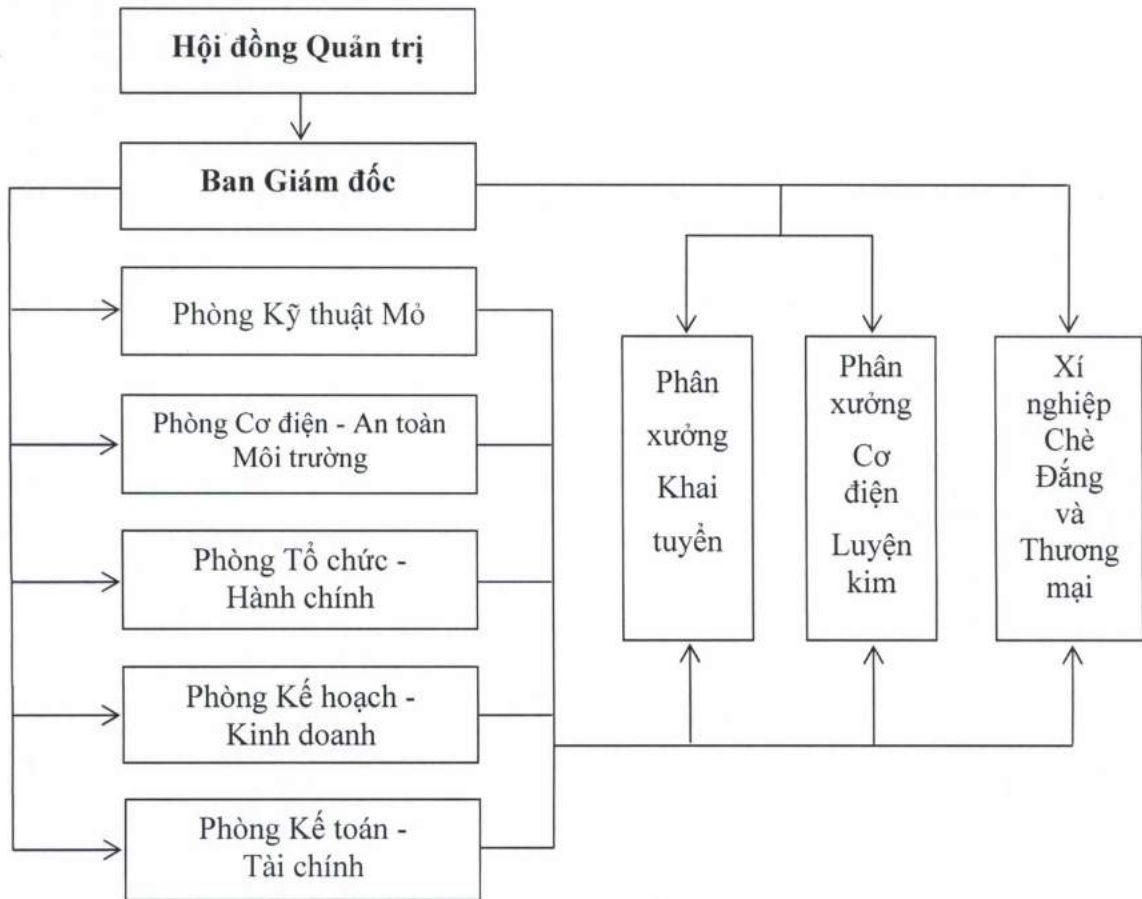 Hội đồng Quản trị
Ban Giám đốc
Phòng Kỹ thuật Mỏ
Phòng Cơ điện - An toàn
Môi trường
Phòng Tổ chức -
Hành chính
Phòng Kế hoạch -
Kinh doanh
Phòng Kế toán -
Tài chính
Phân
xưởng
Khai
tuyển
Phân
xưởng
Cơ
điện
Luyện
kim
Xí
nghiệp
Chè
Đắng
và
Thương
mại